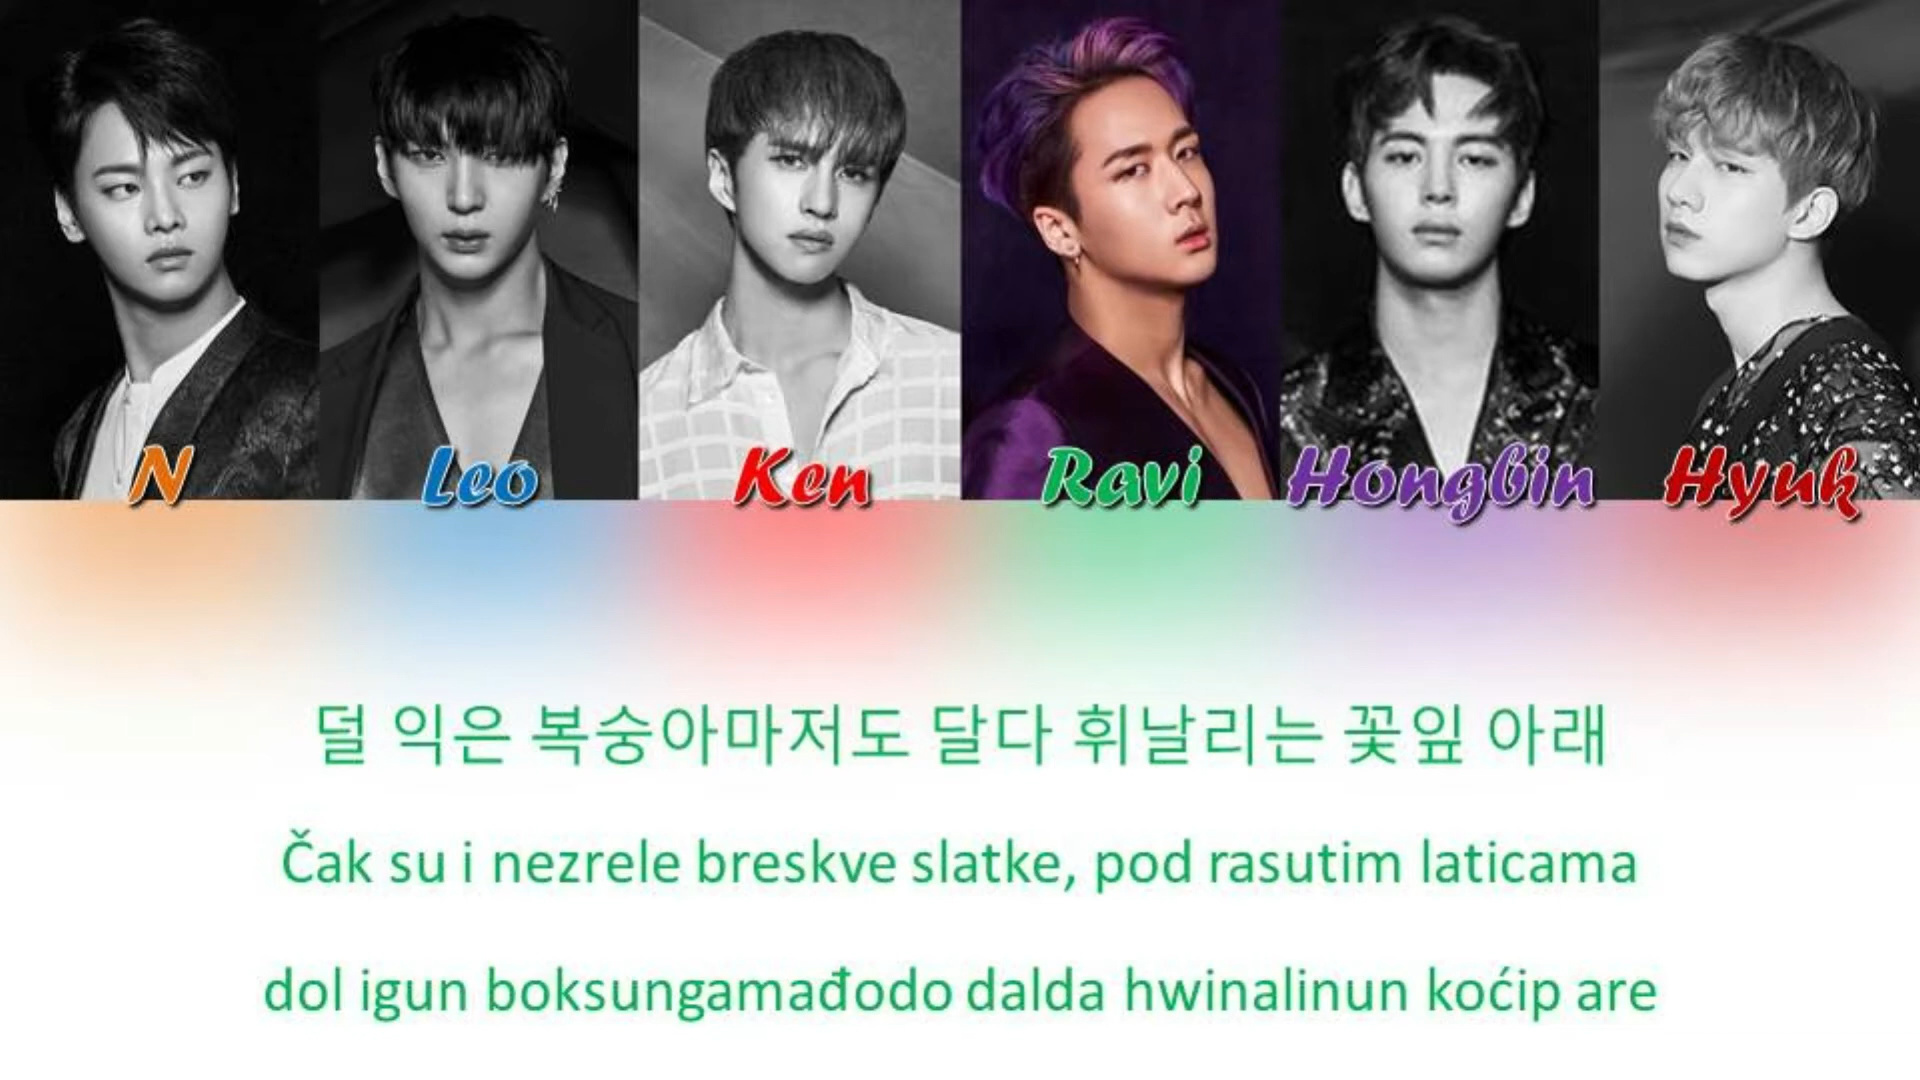 N Leo Ken Ravi Hongbin Hyuk
덜 익은 복숭아마저도 달다 휘날리는 꽃잎 아래
Čak su i nezrele breskve slatke, pod rasutim laticama
dol igun boksungamađodo dalda hwinalinun koćip are